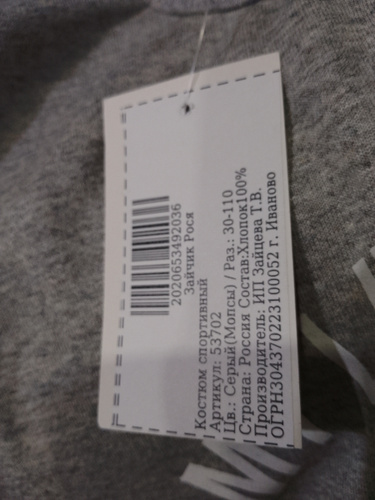 2020653492036
Зайчик Рося
Костюм спортивный
Артикул: 53702
Цв.: Серый(Мопсы) / Раз.: 30-110
Страна: Россия Состав:Хлопок100%
Производитель: ИП Зайцева Т.В.
ОГРН304370223100052 г. Иваново